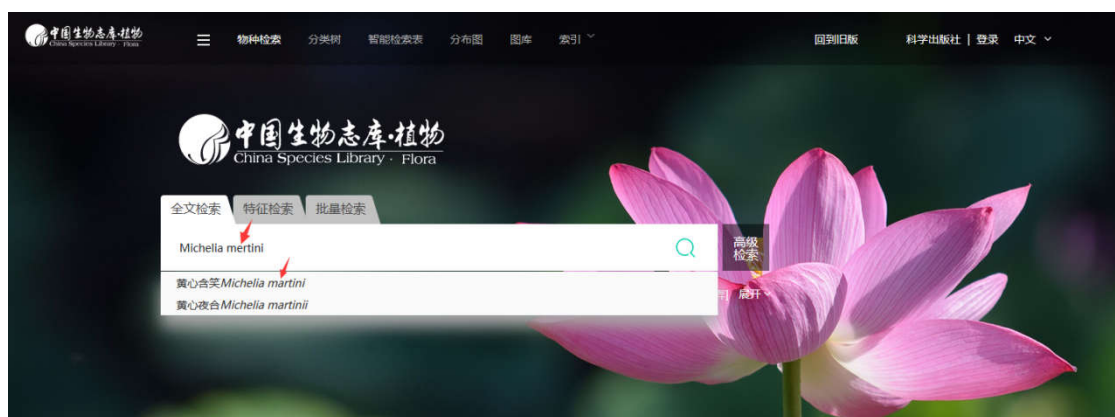 中国生物志库·植物
China Species Library · Flora
☰ 物种检索 分类树 智能检索表 分布图 图库 索引 回到旧版 科学出版社 | 登录 中文
中国生物志库·植物
China Species Library · Flora
全文检索 特征检索 批量检索
Michelia mertini
高级
检索
黄心含笑Michelia martini
展开
黄心夜合Michelia martinii